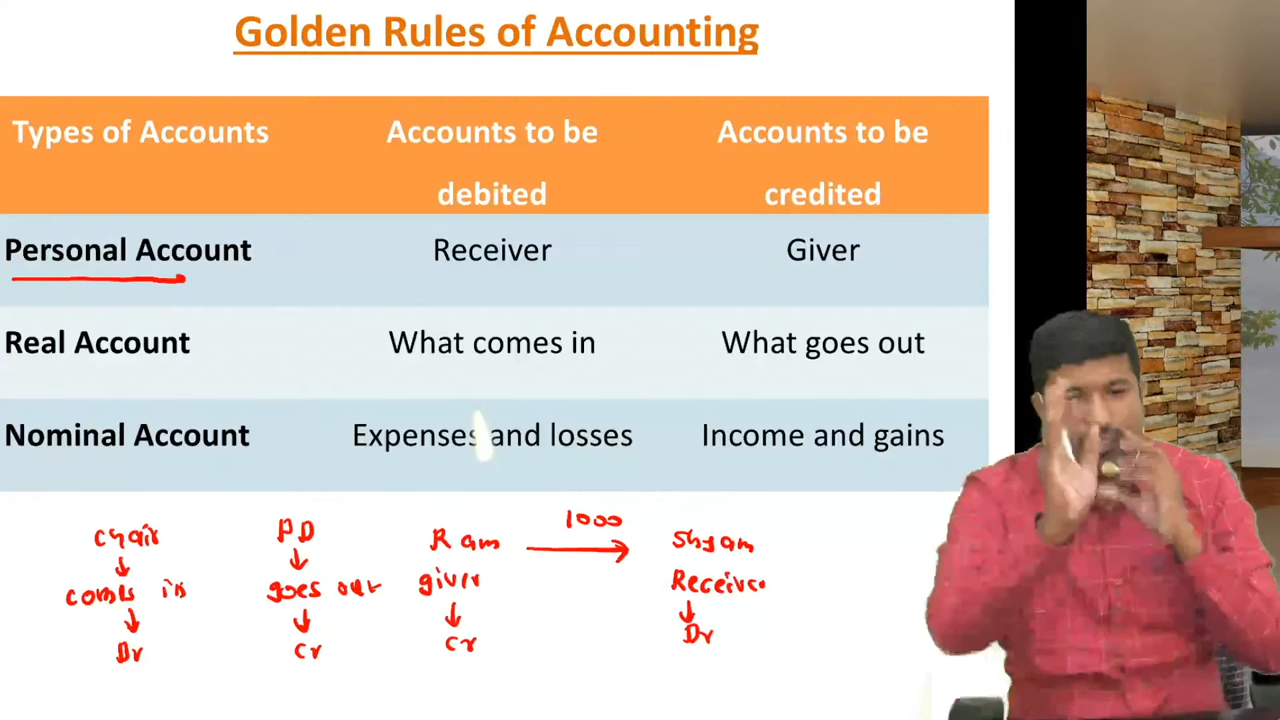 Golden Rules of Accounting
Types of Accounts
Accounts to be debited
Accounts to be credited
Personal Account
Receiver
Giver
Real Account
What comes in
What goes out
Nominal Account
Expenses and losses
Income and gains
chair
comes in
Dr
goes out
Cr
Ram
1000
Shyam
giver
Receiver
Cr
Dr